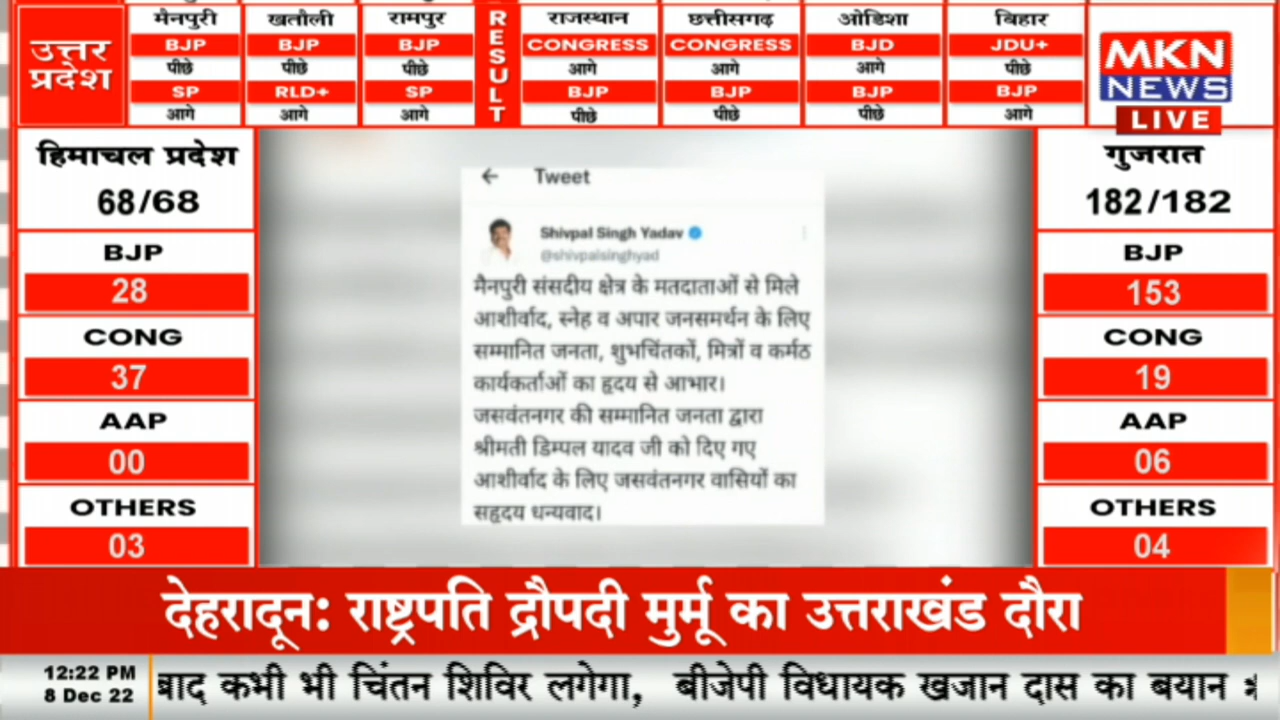 उत्तर
प्रदेश
मैनपुरी
BJP
पीछे
SP
आगे
खतौली
BJP
पीछे
RLD+
आगे
रामपुर
BJP
पीछे
SP
आगे
RESULT
राजस्थान
CONGRESS
आगे
BJP
पीछे
छत्तीसगढ़
CONGRESS
आगे
BJP
पीछे
ओडिशा
BJD
आगे
BJP
पीछे
बिहार
JDU+
पीछे
BJP
आगे
MKN
NEWS
LIVE
हिमाचल प्रदेश
68/68
BJP
28
CONG
37
AAP
00
OTHERS
03
← Tweet
Shivpal Singh Yadav
@shivpalsinghyad
मैनपुरी संसदीय क्षेत्र के मतदाताओं से मिले
आशीर्वाद, स्नेह व अपार जनसमर्थन के लिए
सम्मानित जनता, शुभचिंतकों, मित्रों व कर्मठ
कार्यकर्ताओं का हृदय से आभार।
जसवंतनगर की सम्मानित जनता द्वारा
श्रीमती डिम्पल यादव जी को दिए गए
आशीर्वाद के लिए जसवंतनगर वासियों का
सहृदय धन्यवाद।
गुजरात
182/182
BJP
153
CONG
19
AAP
06
OTHERS
04
देहरादून: राष्ट्रपति द्रौपदी मुर्मू का उत्तराखंड दौरा
12:22 PM
8 Dec 22
कभी भी चिंतन शिविर लगेगा, बीजेपी विधायक खजान दास का बयान